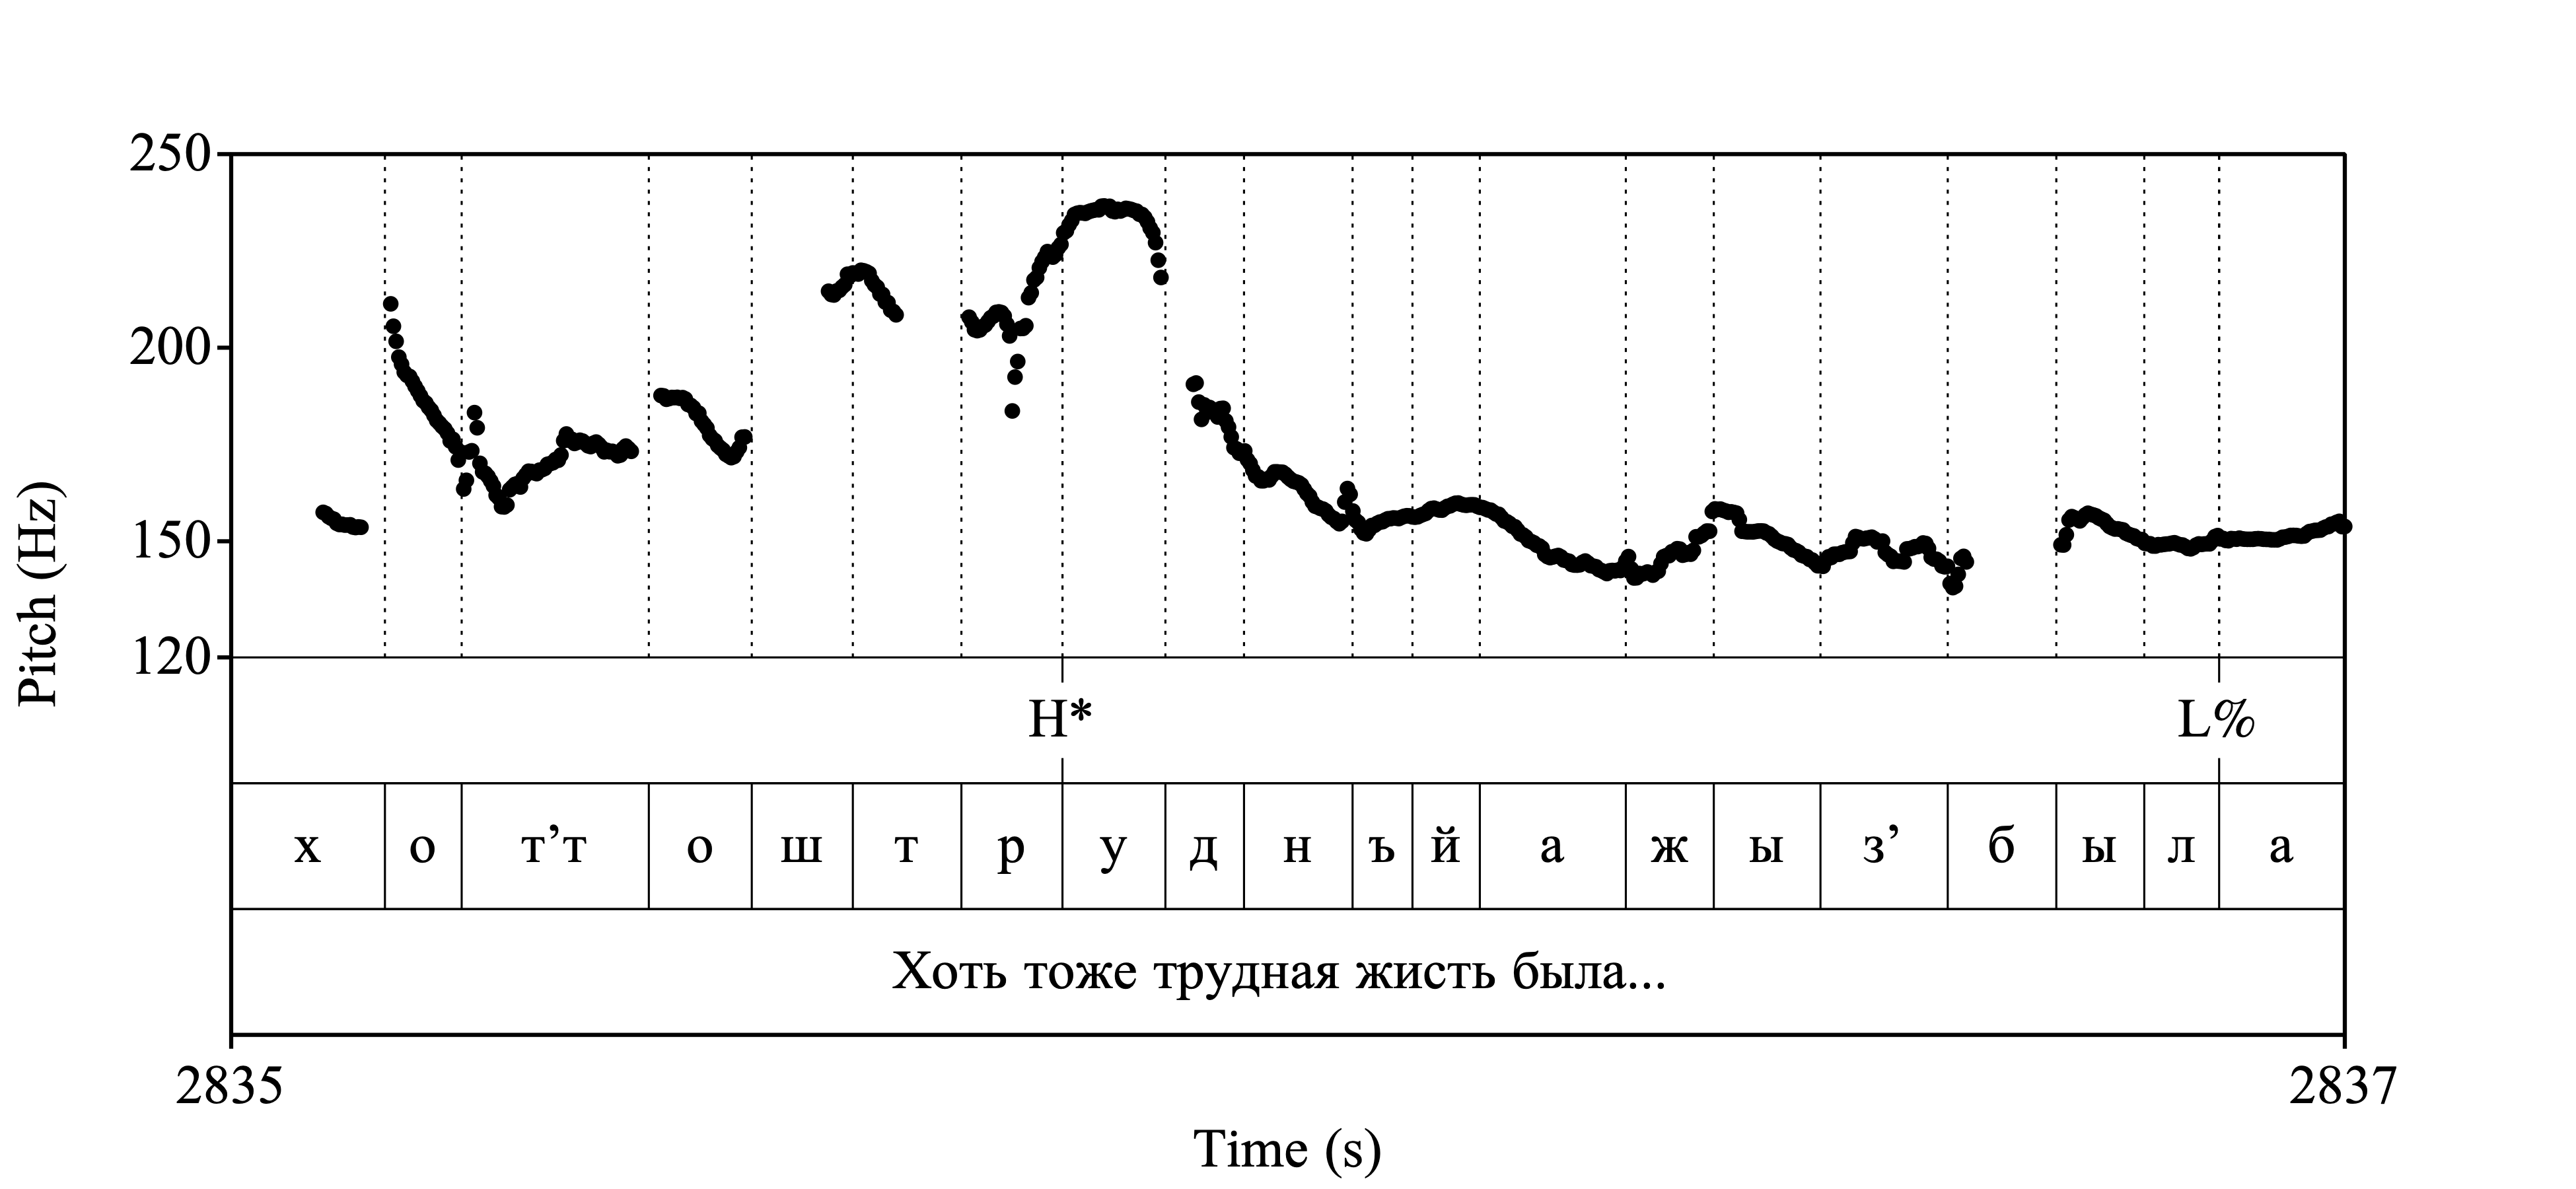 250
200
150
120
Pitch (Hz)
H* L%
х о т’т о ш т р у д н ъ й а ж ы з’ б ы л а
Хоть тоже трудная жисть была...
2835 2837
Time (s)